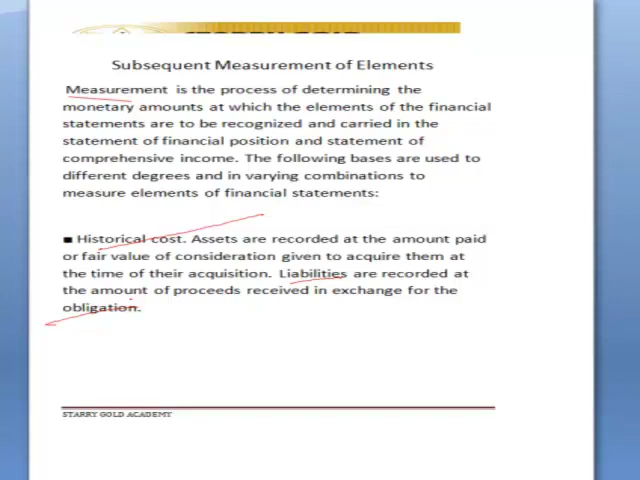 STARRY GOLD
Subsequent Measurement of Elements
Measurement is the process of determining the
monetary amounts at which the elements of the financial
statements are to be recognized and carried in the
statement of financial position and statement of
comprehensive income. The following bases are used to
different degrees and in varying combinations to
measure elements of financial statements:
■ Historical cost. Assets are recorded at the amount paid
or fair value of consideration given to acquire them at
the time of their acquisition. Liabilities are recorded at
the amount of proceeds received in exchange for the
obligation.
STARRY GOLD ACADEMY